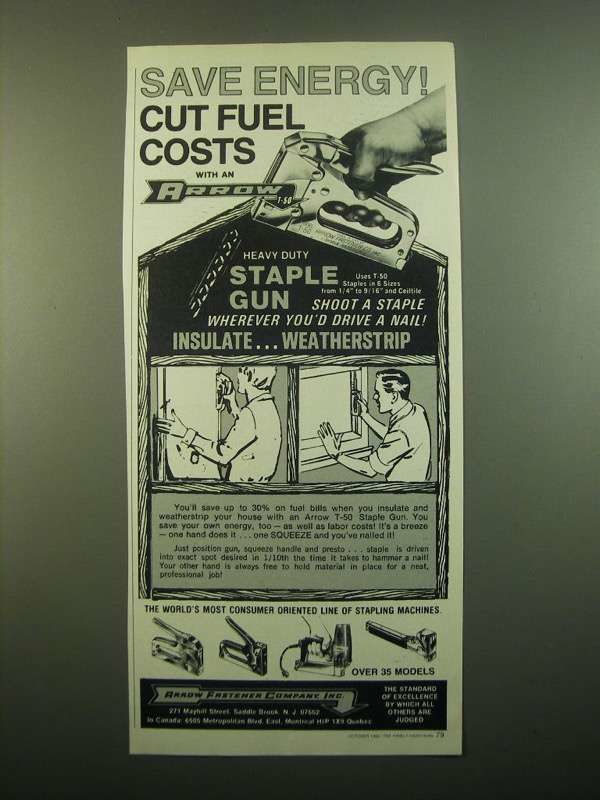 SAVE ENERGY!
CUT FUEL
COSTS
WITH AN
ARROW
T-50
ARROW FASTENER CO. INC.
HEAVY DUTY
STAPLE
GUN
Uses T-50
Staples in 6 Sizes
from 1/4" to 9/16" and Ceiltile
SHOOT A STAPLE
WHEREVER YOU'D DRIVE A NAIL!
INSULATE... WEATHERSTRIP
You'll save up to 30% on fuel bills when you insulate and
weatherstrip your house with an Arrow T-50 Staple Gun. You
save your own energy, too — as well as labor costs! It's a breeze
— one hand does it . . . one SQUEEZE and you've nailed it!
Just position gun, squeeze handle and presto . . . staple is driven
into exact spot desired in 1/10th the time it takes to hammer a nail!
Your other hand is always free to hold material in place for a neat,
professional job!
THE WORLD'S MOST CONSUMER ORIENTED LINE OF STAPLING MACHINES.
OVER 35 MODELS
ARROW FASTENER COMPANY, INC.
271 Mayhill Street, Saddle Brook, N. J. 07662
In Canada: 6505 Metropolitan Blvd. East, Montreal H1P 1X9 Quebec
THE STANDARD
OF EXCELLENCE
BY WHICH ALL
OTHERS ARE
JUDGED
OCTOBER THE FAMILY HANDYMAN 79